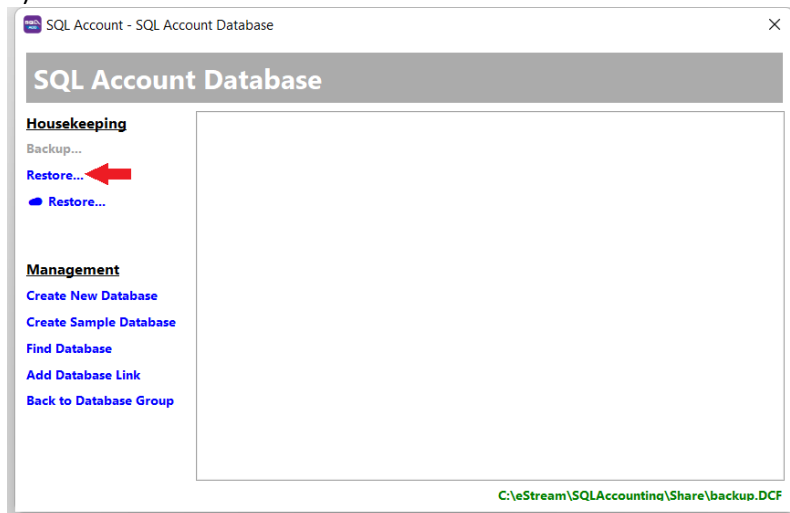 SQL Account - SQL Account Database
SQL Account Database
Housekeeping
Backup...
Restore...
Restore...
Management
Create New Database
Create Sample Database
Find Database
Add Database Link
Back to Database Group
C:\eStream\SQLAccounting\Share\backup.DCF